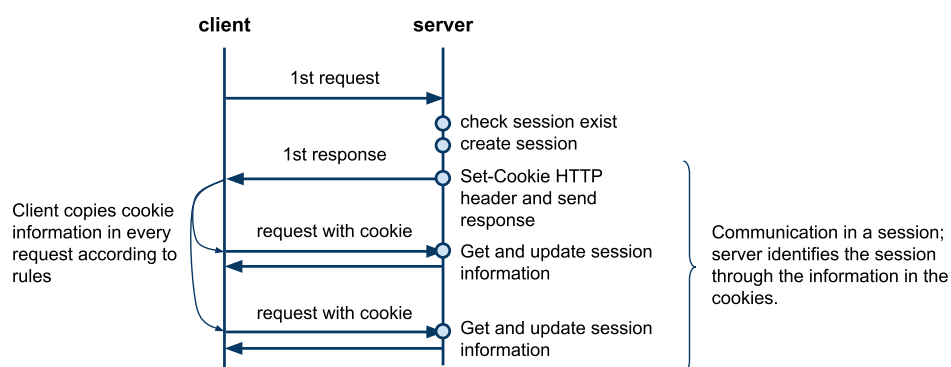 client
server
1st request
check session exist
create session
1st response
Set-Cookie HTTP
header and send
response
Client copies cookie
information in every
request according to
rules
request with cookie
Get and update session
information
Communication in a session;
server identifies the session
through the information in the
cookies.
request with cookie
Get and update session
information